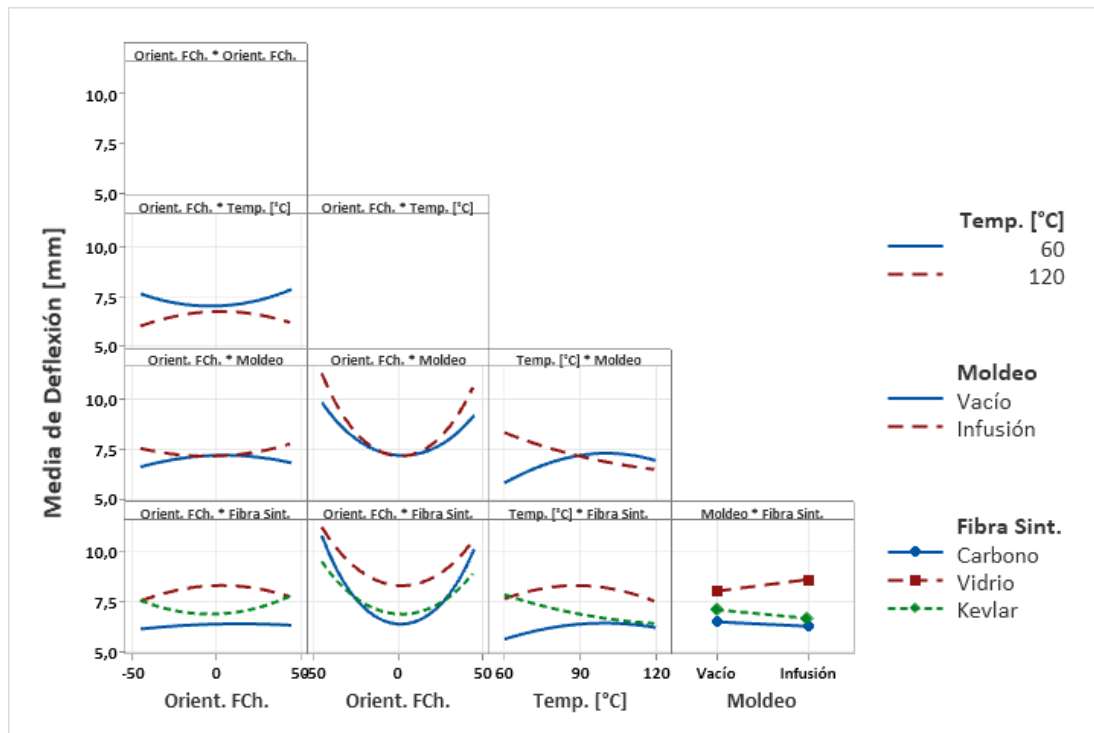 Orient. FCh. * Orient. FCh.
10,0
7,5
5,0
Orient. FCh. * Temp. [°C]
Orient. FCh. * Temp. [°C]
10,0
7,5
5,0
Orient. FCh. * Moldeo
Orient. FCh. * Moldeo
Temp. [°C] * Moldeo
10,0
7,5
5,0
Orient. FCh. * Fibra Sint.
Orient. FCh. * Fibra Sint.
Temp. [°C] * Fibra Sint.
Moldeo * Fibra Sint.
10,0
7,5
5,0
-50 0 50
-50 0 50
60 90 120
Vacío Infusión
Orient. FCh.
Orient. FCh.
Temp. [°C]
Moldeo
Media de Deflexión [mm]
Temp. [°C]
60
120
Moldeo
Vacío
Infusión
Fibra Sint.
Carbono
Vidrio
Kevlar